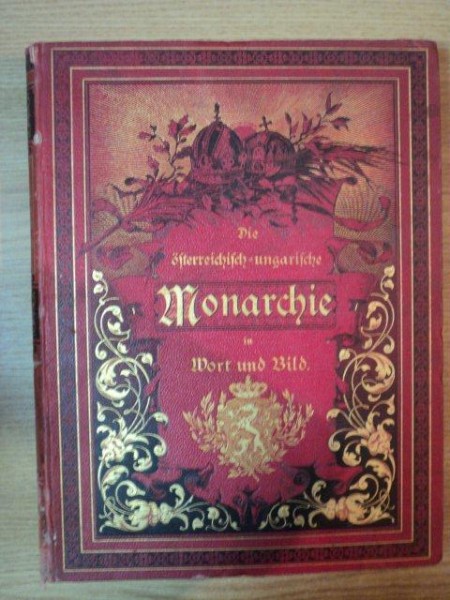 Die
österreichisch-ungarische
Monarchie
in
Wort und Bild.